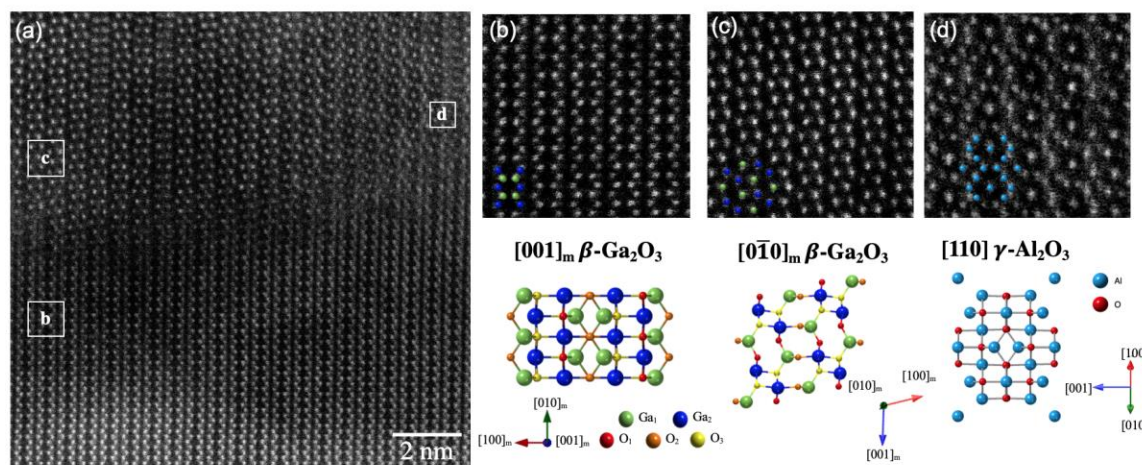 (a)
d
c
b
2 nm
(b)
(c)
(d)
[001]m β-Ga2O3
[01̅0]m β-Ga2O3
[110] γ-Al2O3
Al
O
[010]m
[100]m
[001]m
Ga1
Ga2
O1
O2
O3
[010]m
[100]m
[001]m
[100]
[001]
[010]